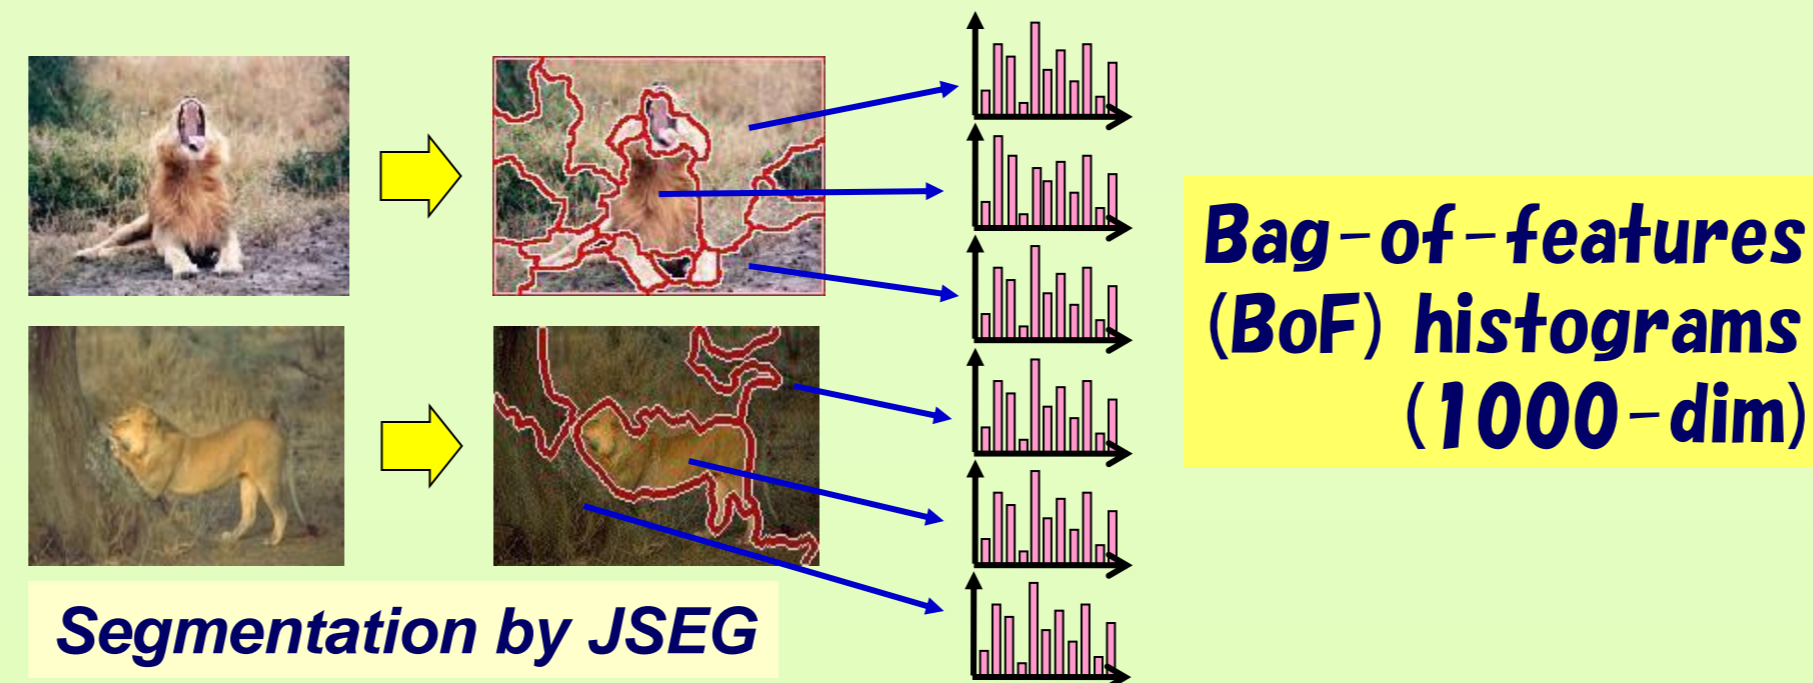 Bag-of-features
(BoF) histograms
(1000-dim)
Segmentation by JSEG